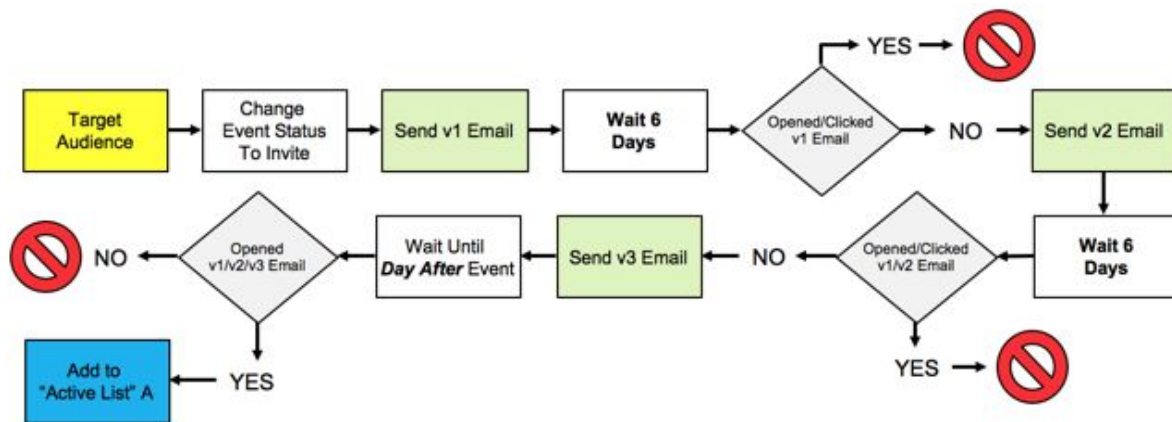 YES
Target
Audience
Change
Event Status
To Invite
Send v1 Email
Wait 6
Days
Opened/Clicked
v1 Email
NO
Send v2 Email
NO
Opened
v1/v2/v3 Email
Wait Until
Day After Event
Send v3 Email
NO
Opened/Clicked
v1/v2 Email
Wait 6
Days
Add to
"Active List" A
YES
YES